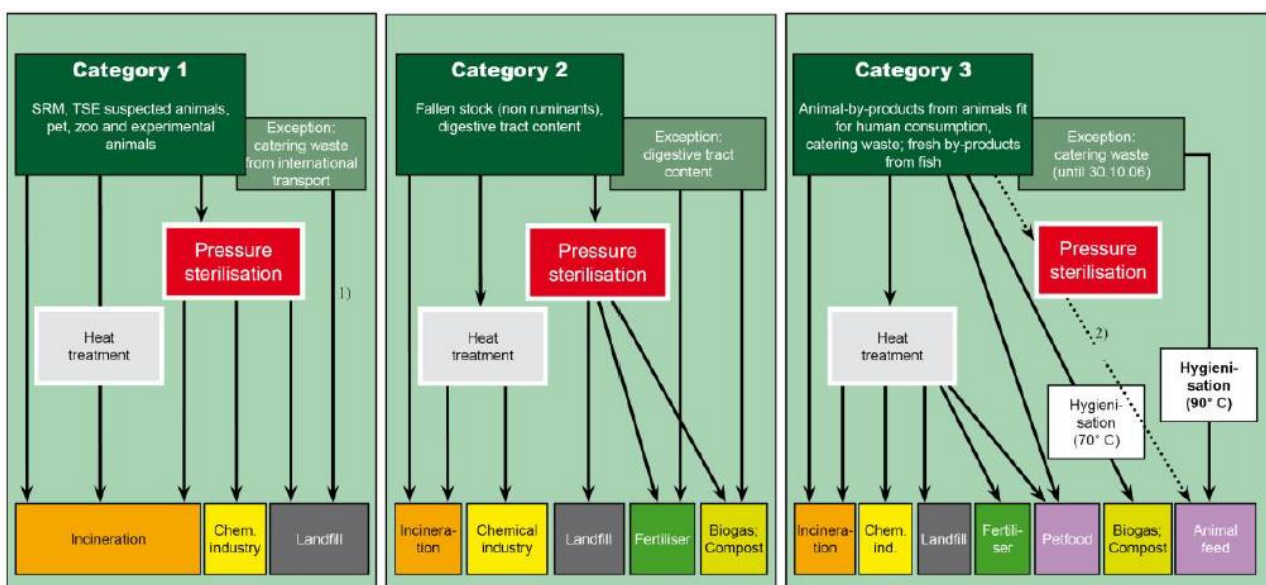 Category 1
SRM, TSE suspected animals,
pet, zoo and experimental
animals
Exception:
catering waste
from international
transport
Pressure
sterilisation
1)
Heat
treatment
Incineration
Chem.
industry
Landfill
Category 2
Fallen stock (non ruminants),
digestive tract content
Exception:
digestive tract
content
Pressure
sterilisation
Heat
treatment
Incinera-
tion
Chemical
industry
Landfill
Fertiliser
Biogas;
Compost
Category 3
Animal-by-products from animals fit
for human consumption,
catering waste; fresh by-products
from fish
Exception:
catering waste
(until 30.10.06)
Pressure
sterilisation
2)
Heat
treatment
Hygieni-
sation
(70° C)
Hygieni-
sation
(90° C)
Incinera-
tion
Chem.
ind.
Landfill
Fertili-
ser
Petfood
Biogas;
Compost
Animal
feed